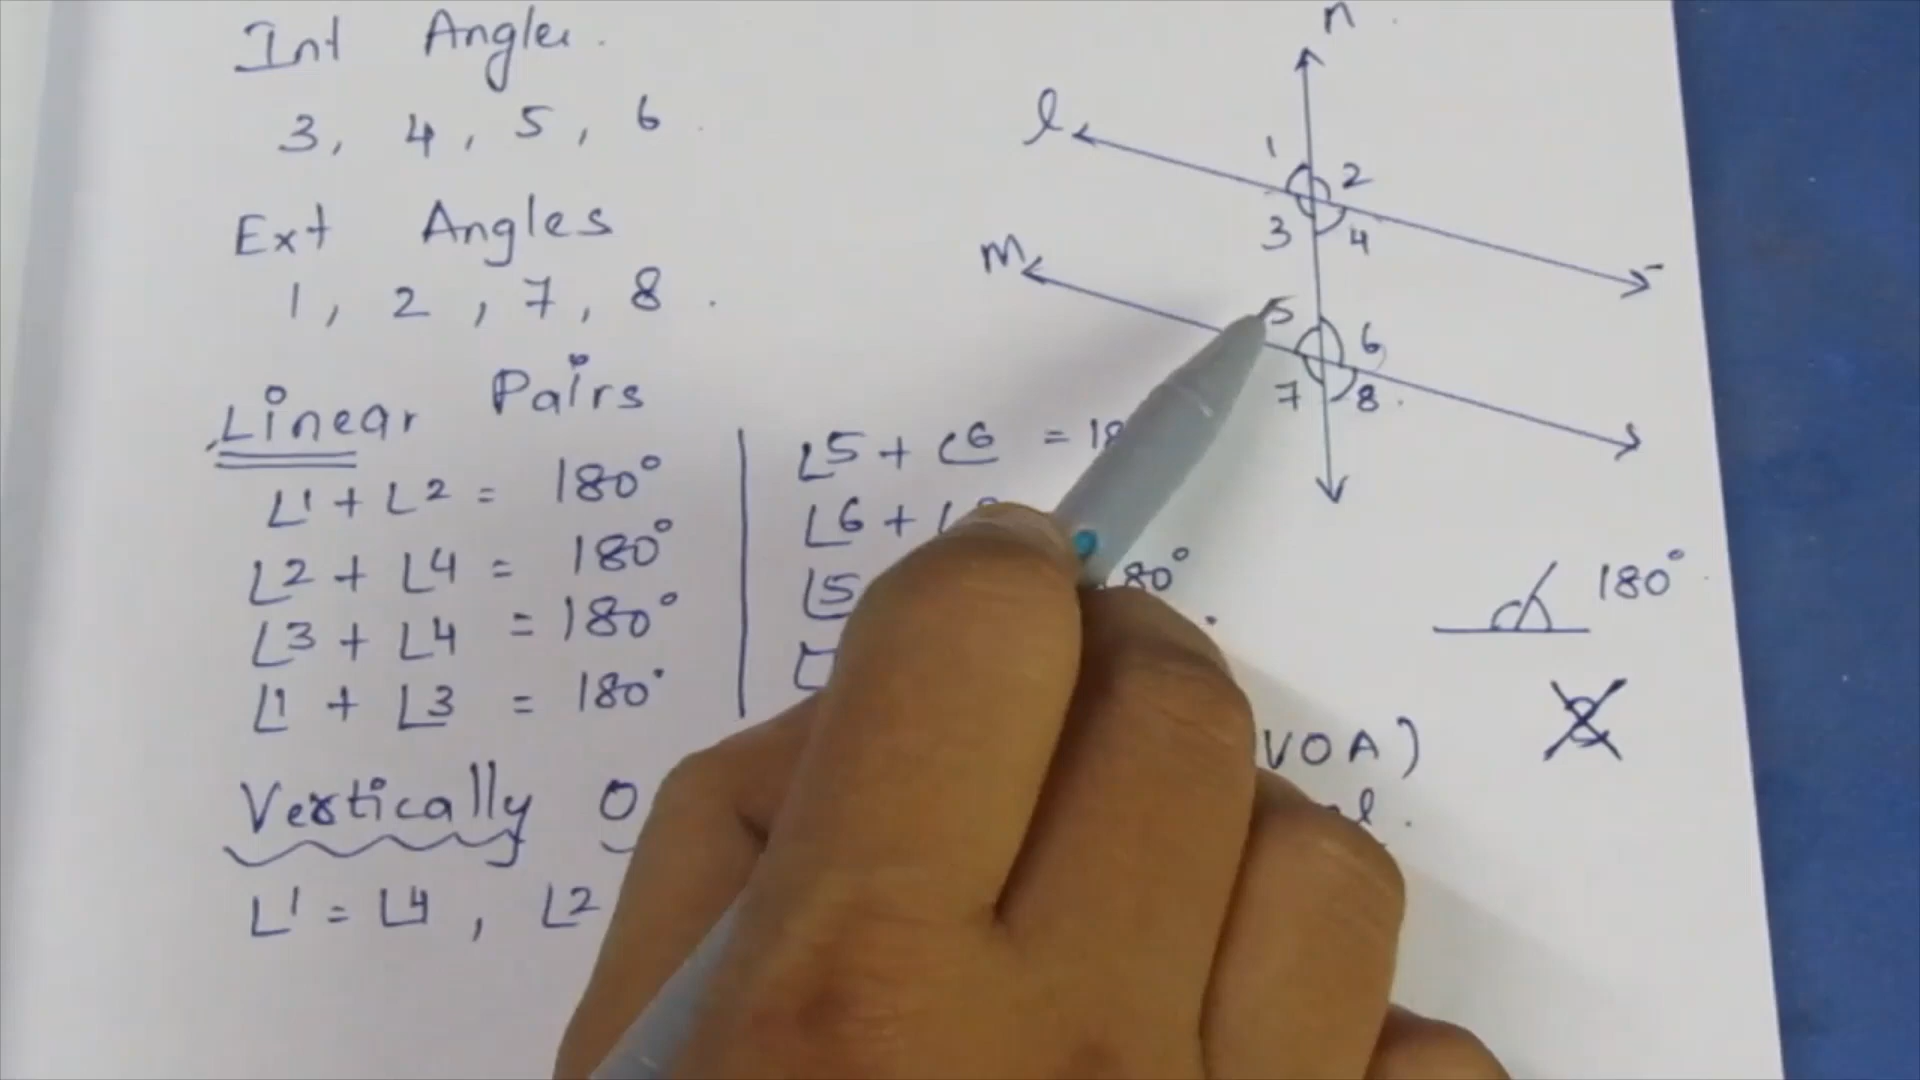 Int Angles.
3, 4, 5, 6.
Ext Angles
1, 2, 7, 8.
Linear Pairs
∠1 + ∠2 = 180°
∠2 + ∠4 = 180°
∠3 + ∠4 = 180°
∠1 + ∠3 = 180°
∠5 + ∠6 = 18
∠6 + ∠
∠5 80°
Vertically O VOA)
l.
∠1 = ∠4, ∠2
n
l
1 2
3 4
m
5 6
7 8
180°